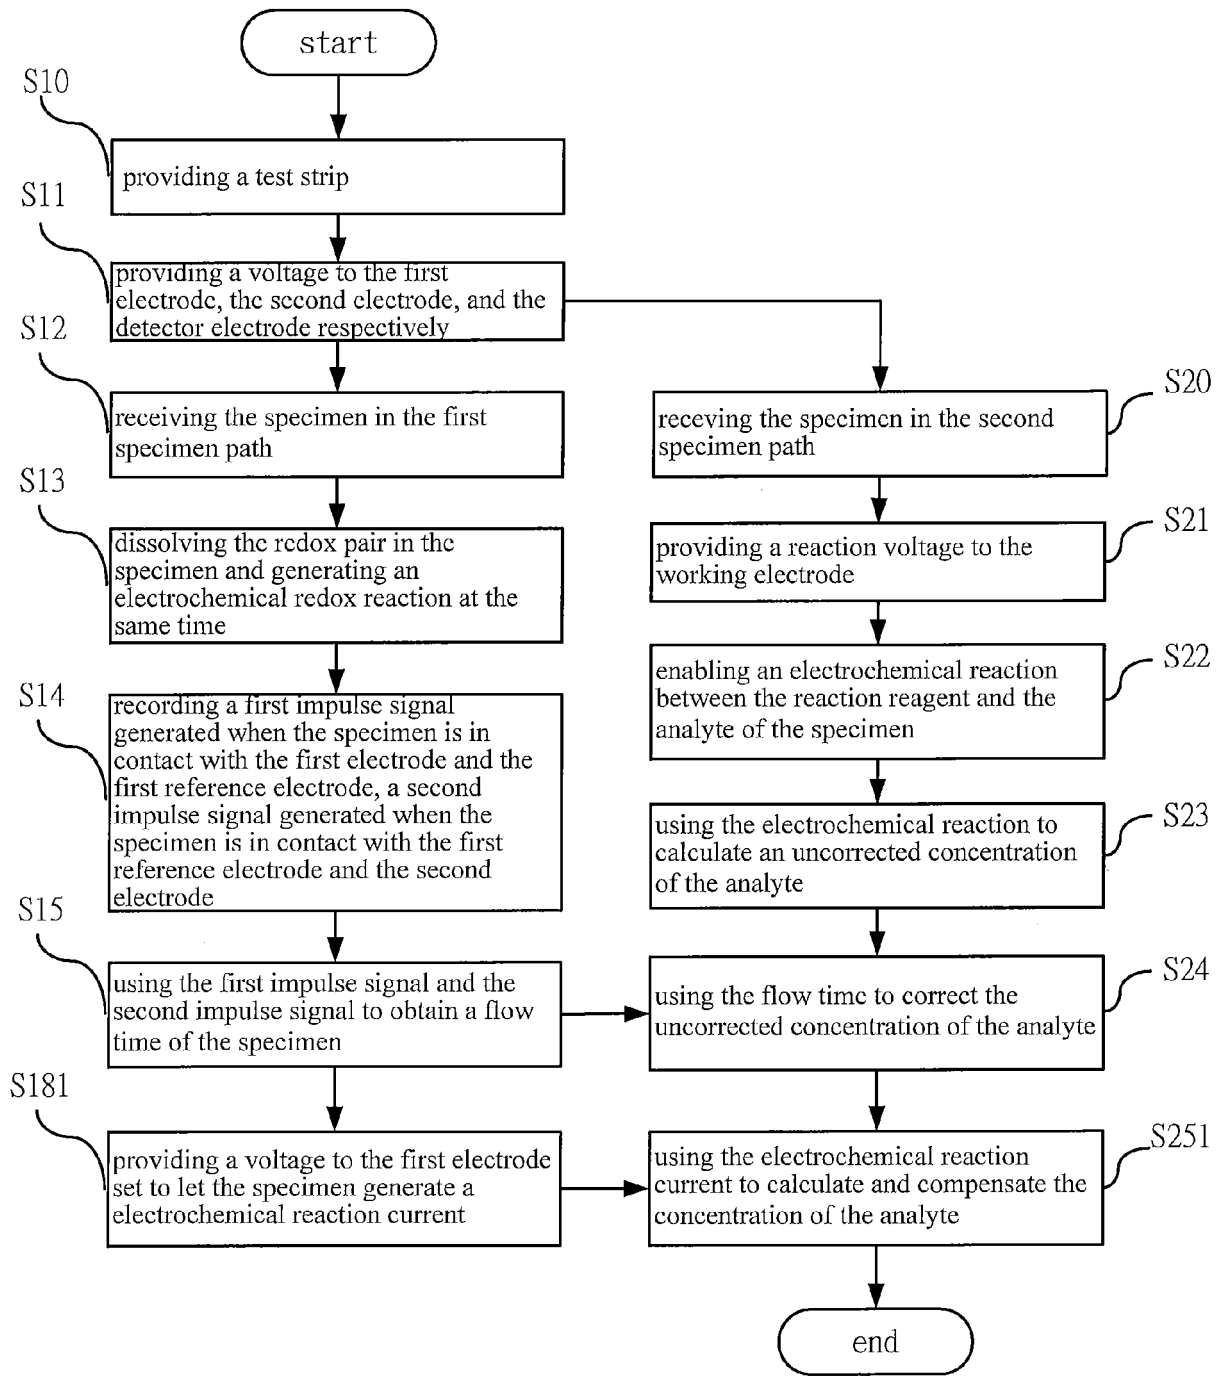 start
S10
providing a test strip
S11
providing a voltage to the first
electrode, the second electrode, and the
detector electrode respectively
S12
receiving the specimen in the first
specimen path
S13
dissolving the redox pair in the
specimen and generating an
electrochemical redox reaction at the
same time
S14
recording a first impulse signal
generated when the specimen is in
contact with the first electrode and the
first reference electrode, a second
impulse signal generated when the
specimen is in contact with the first
reference electrode and the second
electrode
S15
using the first impulse signal and the
second impulse signal to obtain a flow
time of the specimen
S181
providing a voltage to the first electrode
set to let the specimen generate a
electrochemical reaction current
S20
receving the specimen in the second
specimen path
S21
providing a reaction voltage to the
working electrode
S22
enabling an electrochemical reaction
between the reaction reagent and the
analyte of the specimen
S23
using the electrochemical reaction to
calculate an uncorrected concentration
of the analyte
S24
using the flow time to correct the
uncorrected concentration of the analyte
S251
using the electrochemical reaction
current to calculate and compensate the
concentration of the analyte
end